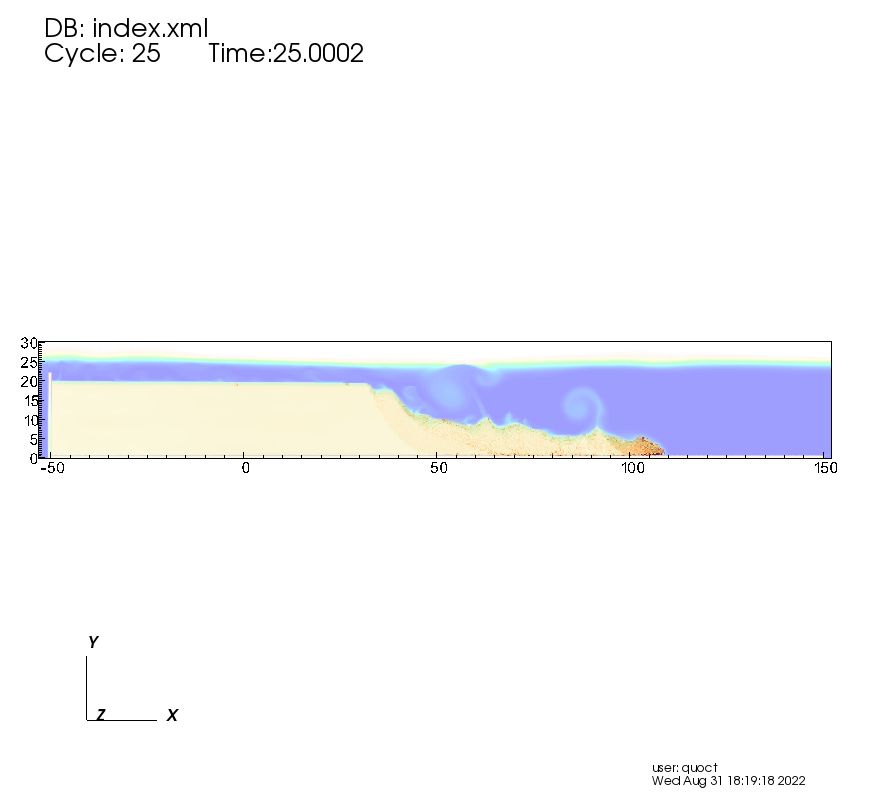 DB: index.xml
Cycle: 25 Time:25.0002
30
25
20
15
10
5
0
-50 0 50 100 150
Y
Z X
user: quoct
Wed Aug 31 18:19:18 2022